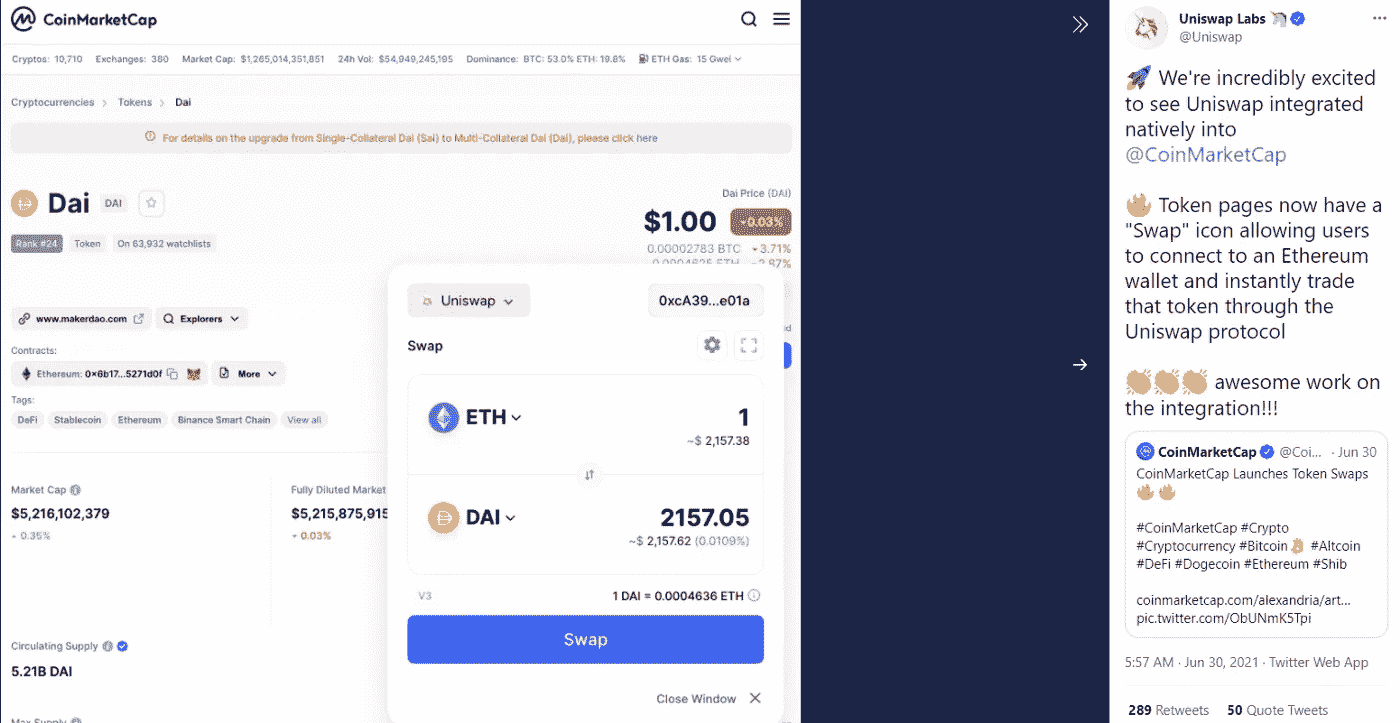 CoinMarketCap
Cryptos: 10,710 Exchanges: 380 Market Cap: $1,265,014,351,851 24h Vol: $54,949,245,195 Dominance: BTC: 53.0% ETH: 19.8% ETH Gas: 15 Gwei
Cryptocurrencies > Tokens > Dai
For details on the upgrade from Single-Collateral Dai (Sai) to Multi-Collateral Dai (Dai), please click here
Dai DAI
Rank #24 Token On 63,932 watchlists
Dai Price (DAI)
$1.00 0.03%
0.00002783 BTC 3.71%
0.0004625 ETH 2.87%
www.makerdao.com Explorers
Contracts:
Ethereum: 0x6b17...5271d0f More
Tags:
DeFi Stablecoin Ethereum Binance Smart Chain View all
Market Cap
$5,216,102,379
0.35%
Fully Diluted Market
$5,215,875,915
0.03%
Circulating Supply
5.21B DAI
Max Supply
Uniswap 0xcA39...e01a
Swap
ETH 1
~$ 2,157.38
DAI 2157.05
~$ 2,157.62 (0.0109%)
V3 1 DAI = 0.0004636 ETH
Swap
Close Window
Uniswap Labs
@Uniswap
We're incredibly excited
to see Uniswap integrated
natively into
@CoinMarketCap
Token pages now have a
"Swap" icon allowing users
to connect to an Ethereum
wallet and instantly trade
that token through the
Uniswap protocol
awesome work on
the integration!!!
CoinMarketCap @Coi... · Jun 30
CoinMarketCap Launches Token Swaps
#CoinMarketCap #Crypto
#Cryptocurrency #Bitcoin #Altcoin
#DeFi #Dogecoin #Ethereum #Shib
coinmarketcap.com/alexandria/art...
pic.twitter.com/ObUNmK5Tpi
5:57 AM · Jun 30, 2021 · Twitter Web App
289 Retweets 50 Quote Tweets